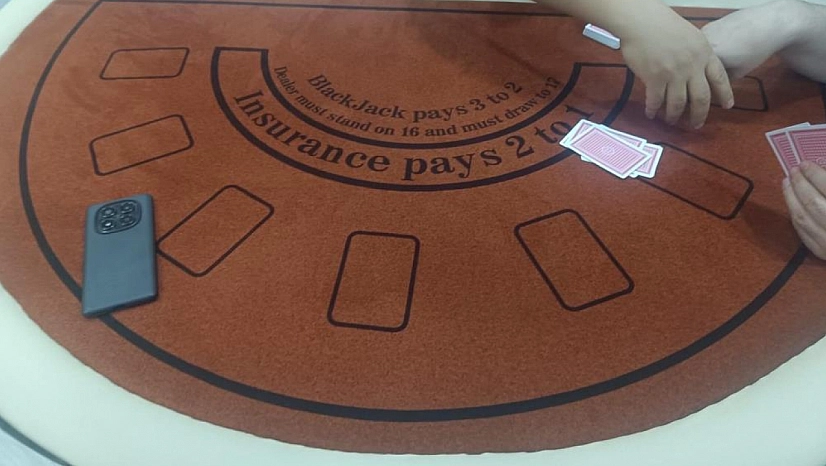 BlackJack pays 3 to 2
Dealer must stand on 16 and must draw to 17
Insurance pays 2 to 1